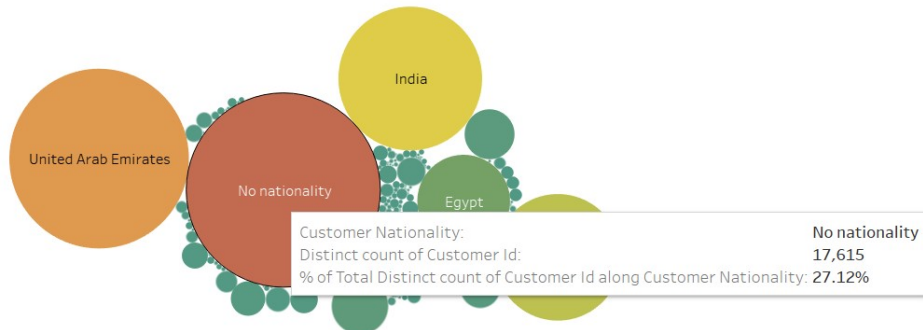 India
United Arab Emirates
No nationality
Egypt
Customer Nationality: No nationality
Distinct count of Customer Id: 17,615
% of Total Distinct count of Customer Id along Customer Nationality: 27.12%